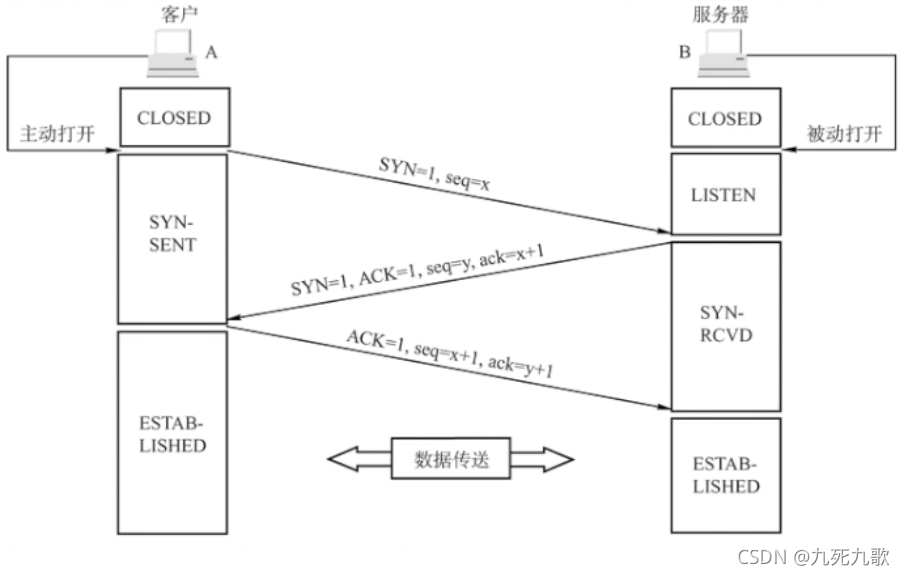 客户
服务器
A
B
CLOSED
CLOSED
主动打开
被动打开
SYN=1, seq=x
LISTEN
SYN-
SENT
SYN=1, ACK=1, seq=y, ack=x+1
SYN-
RCVD
ACK=1, seq=x+1, ack=y+1
ESTAB-
LISHED
数据传送
ESTAB-
LISHED
CSDN @九死九歌